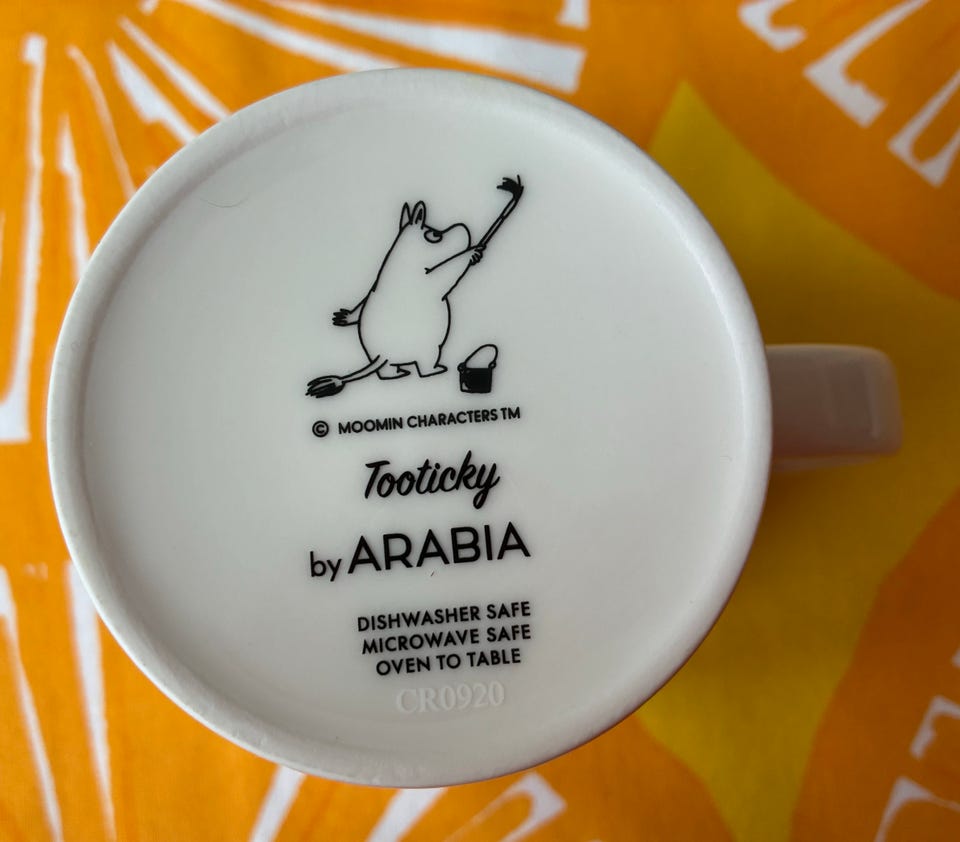 © MOOMIN CHARACTERS TM
Tooticky
by ARABIA
DISHWASHER SAFE
MICROWAVE SAFE
OVEN TO TABLE
CR0920